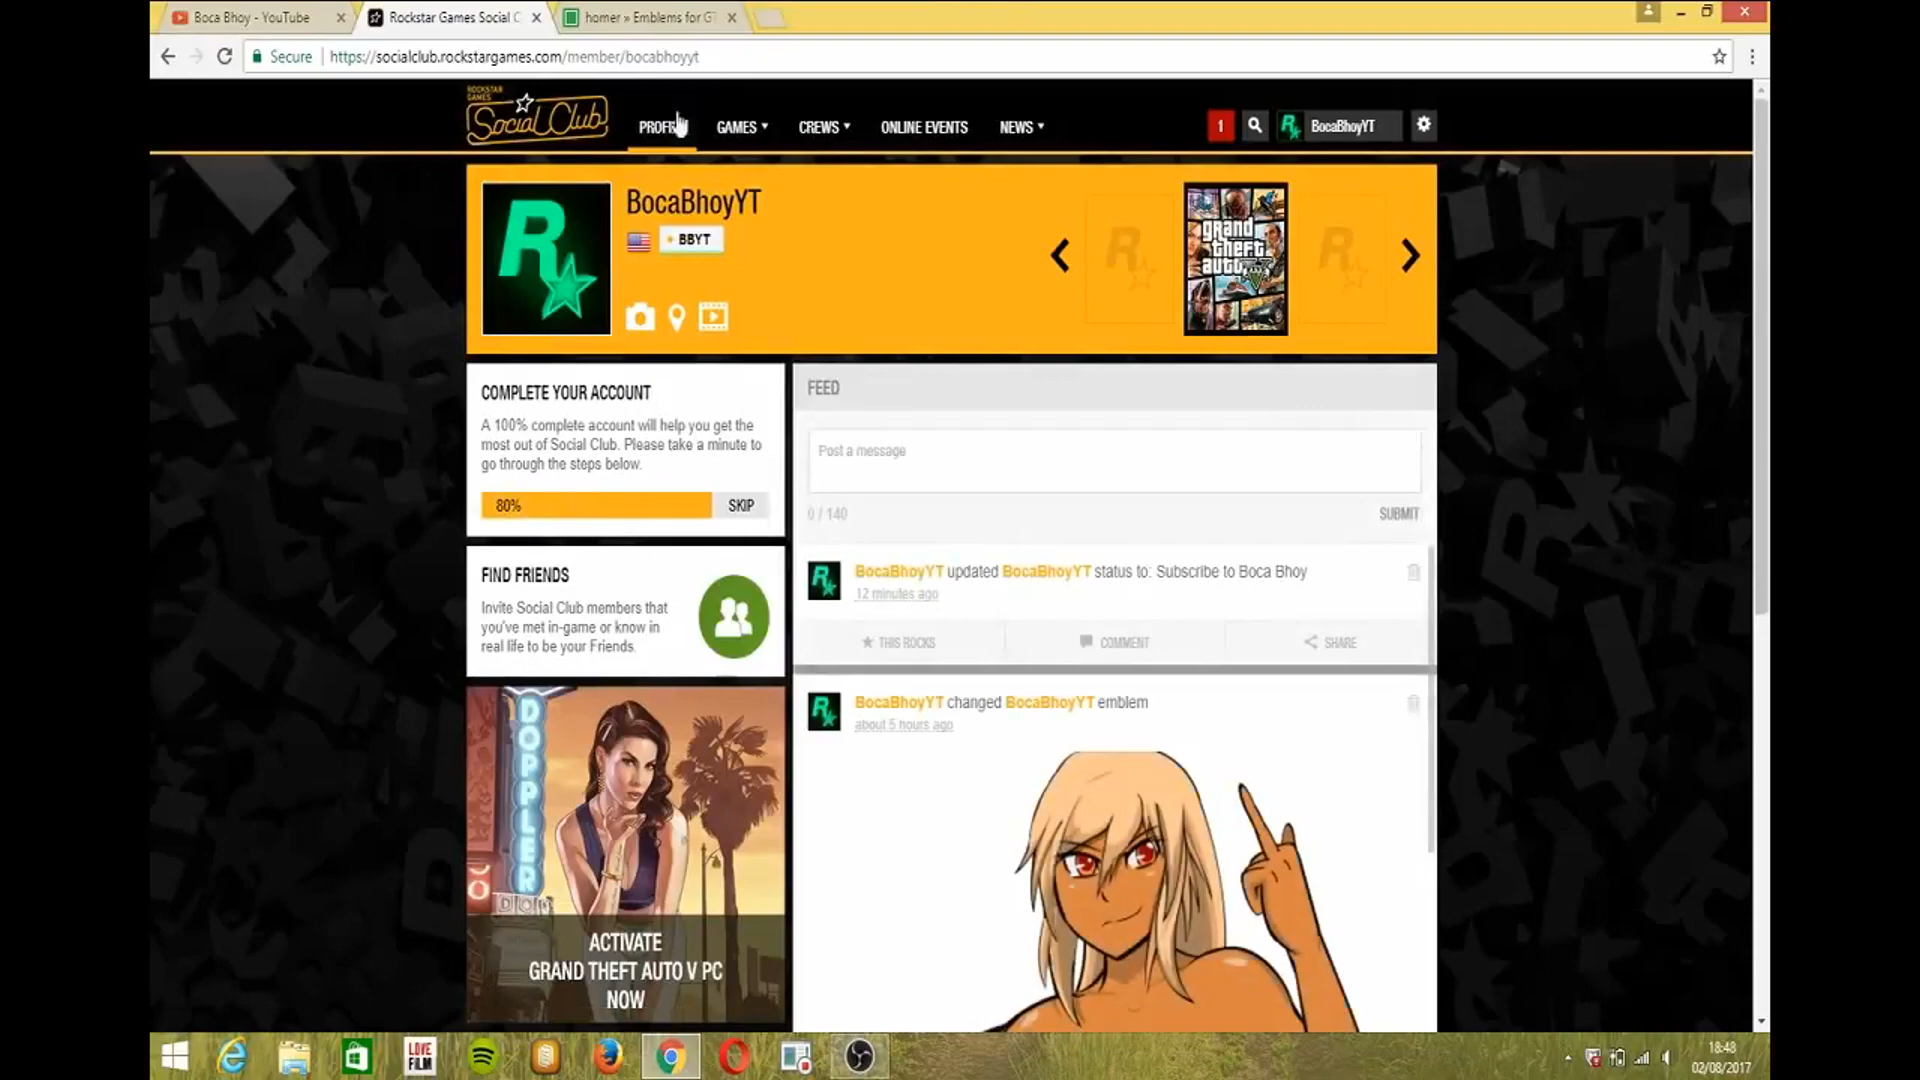 Boca Bhoy - YouTube
Rockstar Games Social C
homer » Emblems for GT
Secure
https://socialclub.rockstargames.com/member/bocabhoyyt
ROCKSTAR GAMES
Social Club
PROFI
GAMES
CREWS
ONLINE EVENTS
NEWS
1
BocaBhoyYT
R
BocaBhoyYT
BBYT
grand
theft
auto
V
COMPLETE YOUR ACCOUNT
A 100% complete account will help you get the
most out of Social Club. Please take a minute to
go through the steps below.
80%
SKIP
FIND FRIENDS
Invite Social Club members that
you've met in-game or know in
real life to be your Friends.
DOPPLER
ACTIVATE
GRAND THEFT AUTO V PC
NOW
FEED
Post a message
0 / 140
SUBMIT
BocaBhoyYT updated BocaBhoyYT status to: Subscribe to Boca Bhoy
12 minutes ago
THIS ROCKS
COMMENT
SHARE
BocaBhoyYT changed BocaBhoyYT emblem
about 5 hours ago
LOVE
FILM
18:48
02/08/2017